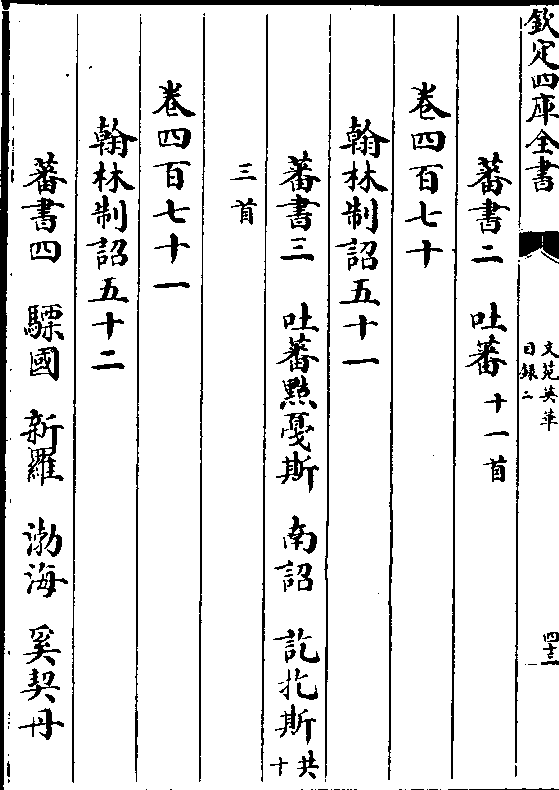 欽定四庫全書
文苑英華
目録二
四十三
蕃書二　吐蕃十一首
卷四百七十
翰林制詔五十一
蕃書三　吐蕃黠戛斯　南詔　訖扢斯共十
三首
卷四百七十一
翰林制詔五十二
蕃書四　驃國　新羅　渤海　奚契丹